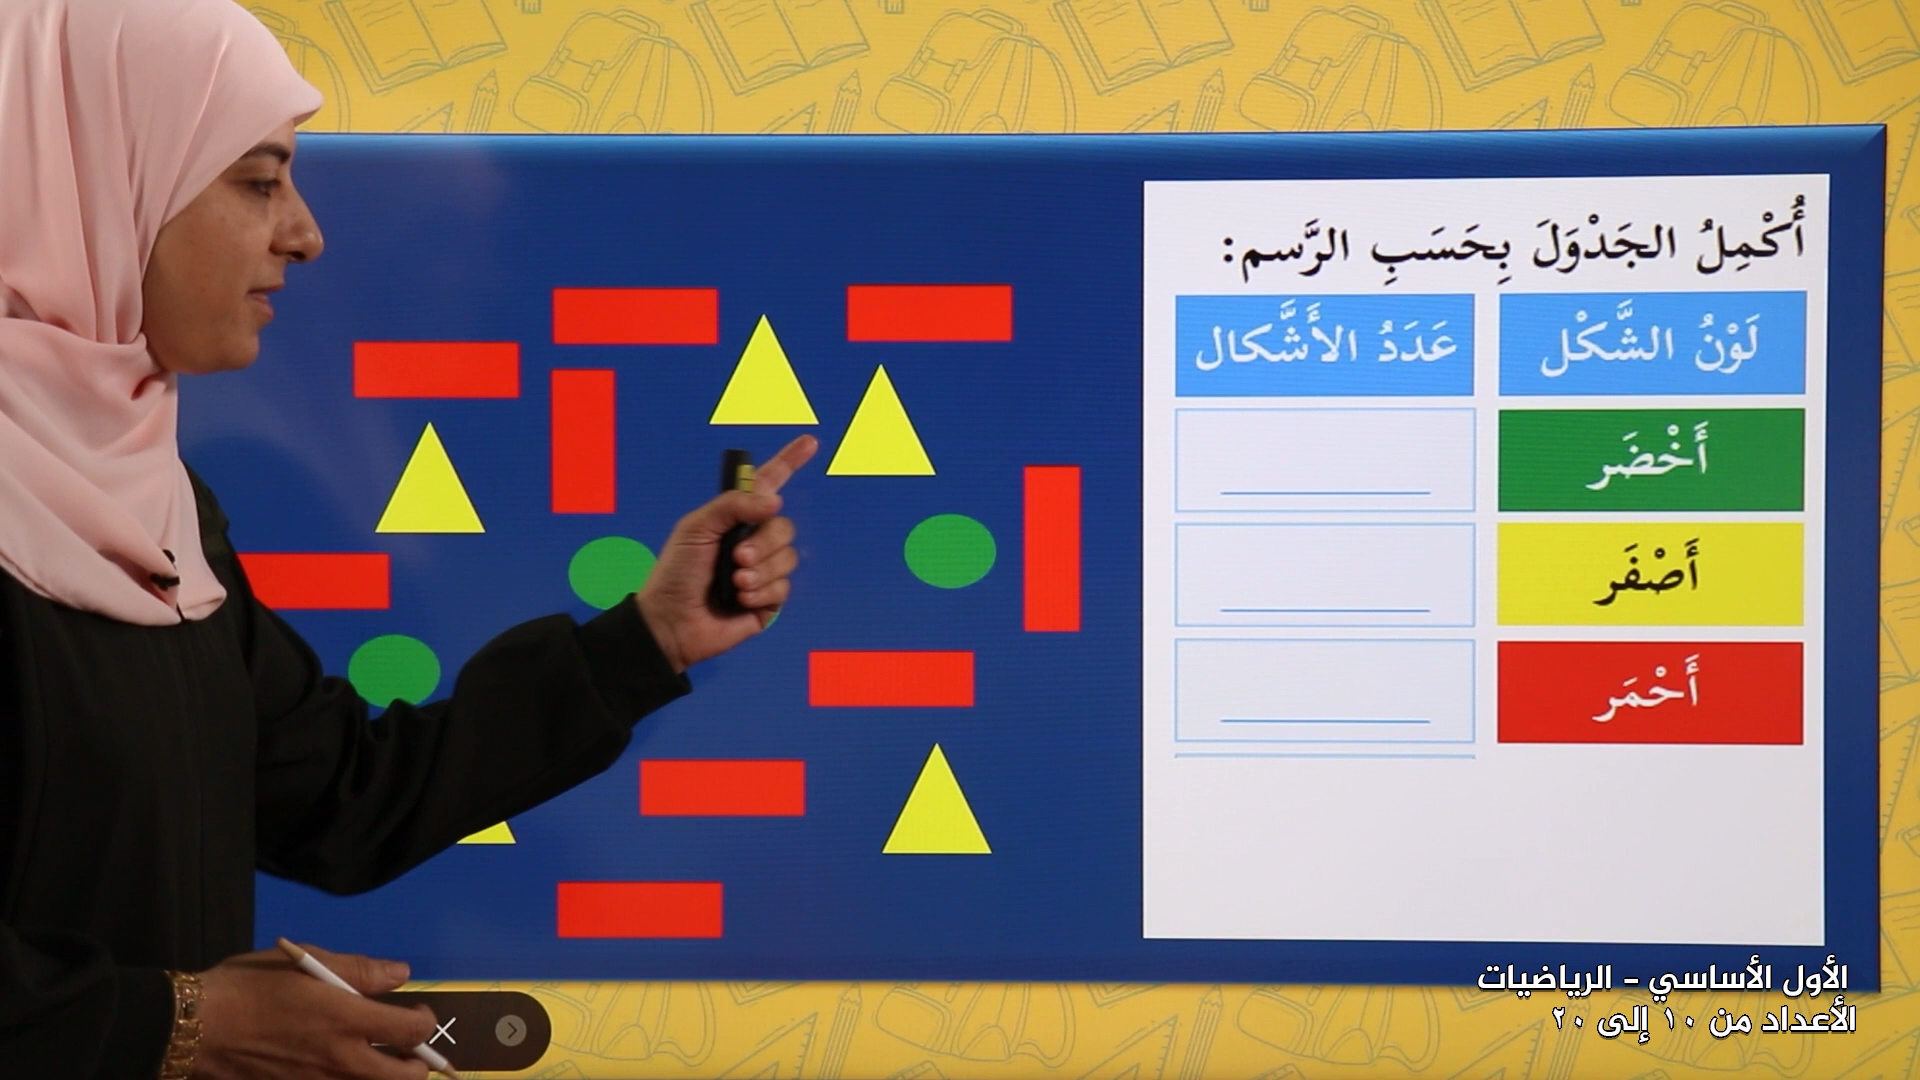 أُكْمِلُ الجَدْوَلَ بِحَسَبِ الرَّسم:
لَوْنُ الشَّكْل
عَدَدُ الأَشَّكال
أَخْضَر
أَصْفَر
أَحْمَر
الأول الأساسي - الرياضيات
الأعداد من ١٠ إلى ٢٠